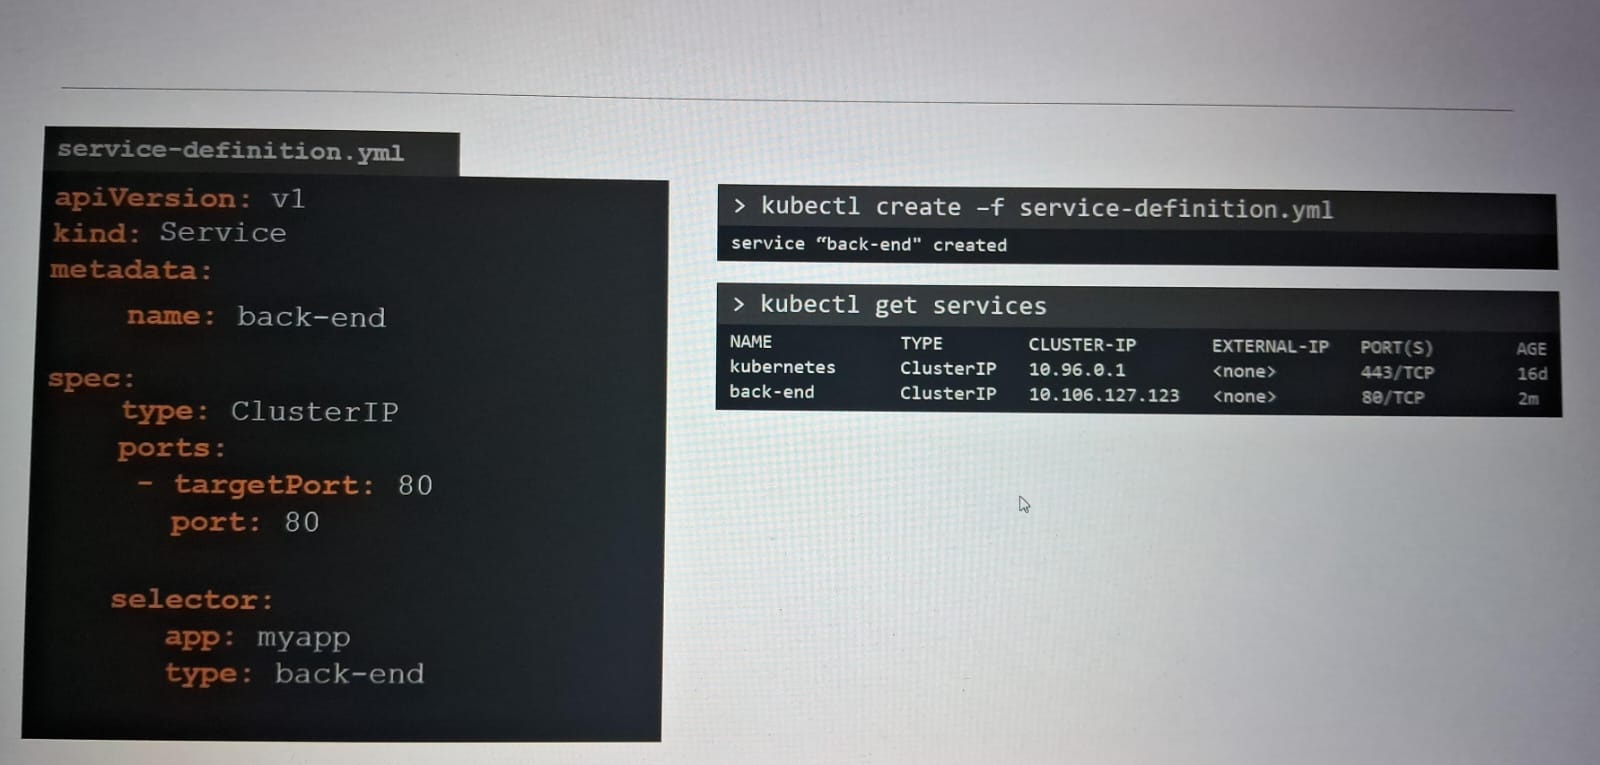 service-definition.yml
apiVersion: v1
kind: Service
metadata:
name: back-end
spec:
type: ClusterIP
ports:
- targetPort: 80
port: 80
selector:
app: myapp
type: back-end
> kubectl create –f service-definition.yml
service “back-end" created
> kubectl get services
NAME TYPE CLUSTER-IP EXTERNAL-IP PORT(S) AGE
kubernetes ClusterIP 10.96.0.1 <none> 443/TCP 16d
back-end ClusterIP 10.106.127.123 <none> 80/TCP 2m